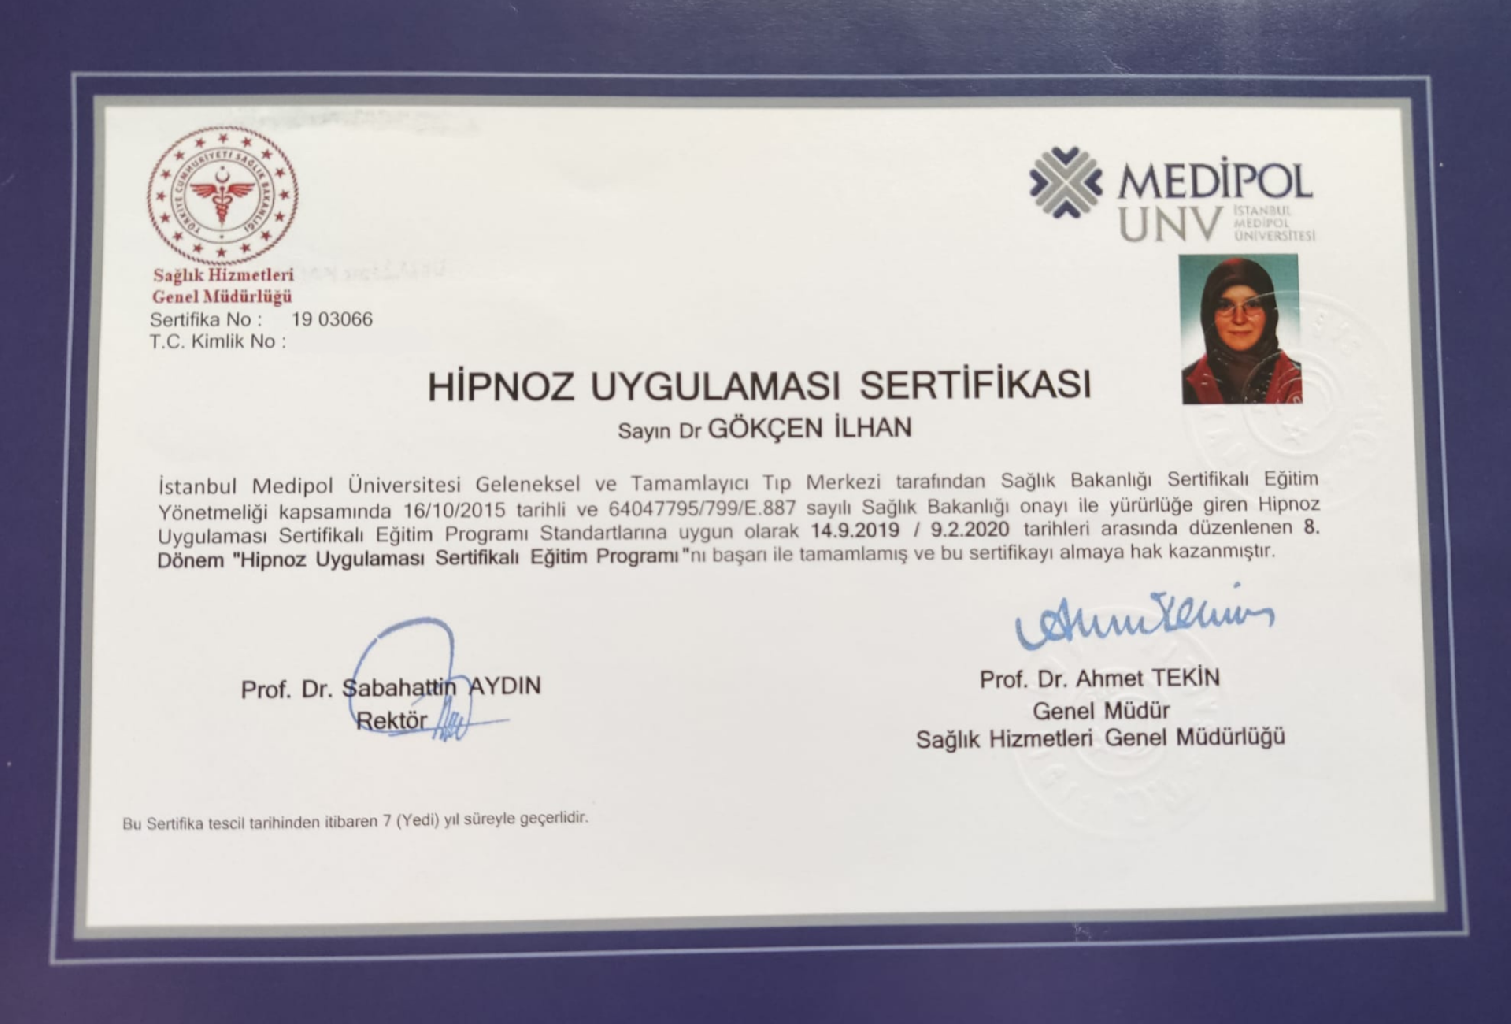 TÜRKİYE CUMHURİYETİ SAĞLIK BAKANLIĞI
Sağlık Hizmetleri
Genel Müdürlüğü
Sertifika No : 19 03066
T.C. Kimlik No :
MEDİPOL
UNV İSTANBUL
MEDİPOL
ÜNİVERSİTESİ
HİPNOZ UYGULAMASI SERTİFİKASI
Sayın Dr GÖKÇEN İLHAN
İstanbul Medipol Üniversitesi Geleneksel ve Tamamlayıcı Tıp Merkezi tarafından Sağlık Bakanlığı Sertifikalı Eğitim
Yönetmeliği kapsamında 16/10/2015 tarihli ve 64047795/799/E.887 sayılı Sağlık Bakanlığı onayı ile yürürlüğe giren Hipnoz
Uygulaması Sertifikalı Eğitim Programı Standartlarına uygun olarak 14.9.2019 / 9.2.2020 tarihleri arasında düzenlenen 8.
Dönem "Hipnoz Uygulaması Sertifikalı Eğitim Programı"nı başarı ile tamamlamış ve bu sertifikayı almaya hak kazanmıştır.
Prof. Dr. Sabahattin AYDIN
Rektör
Prof. Dr. Ahmet TEKİN
Genel Müdür
Sağlık Hizmetleri Genel Müdürlüğü
Bu Sertifika tescil tarihinden itibaren 7 (Yedi) yıl süreyle geçerlidir.